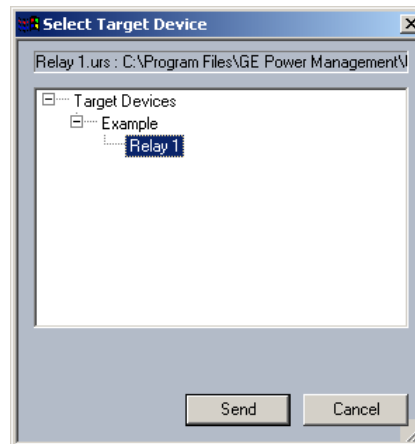 Select Target Device
Relay 1.urs : C:\Program Files\GE Power Management\
Target Devices
Example
Relay 1
Send
Cancel